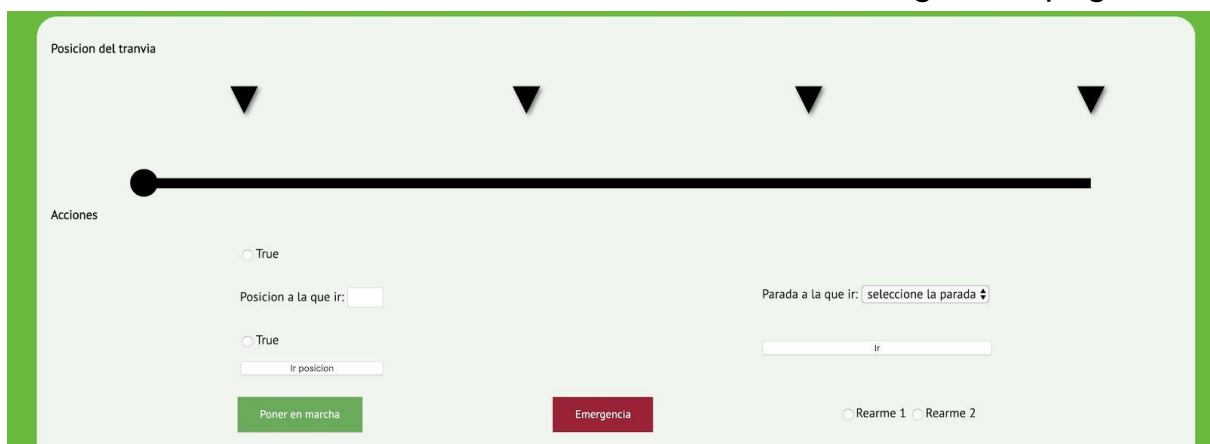 Posicion del tranvia
Acciones
True
Posicion a la que ir:
Parada a la que ir: seleccione la parada
True
Ir
Ir posicion
Poner en marcha
Emergencia
Rearme 1 Rearme 2